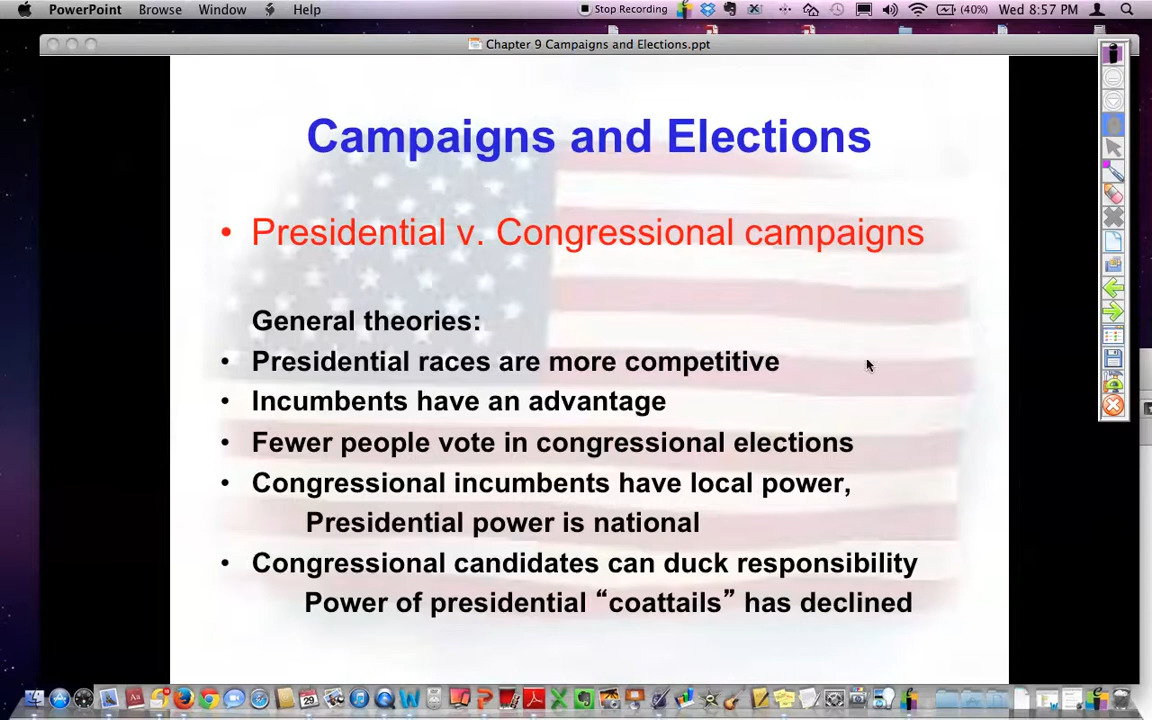 PowerPoint Browse Window Help Stop Recording (40%) Wed 8:57 PM
Chapter 9 Campaigns and Elections.ppt
Campaigns and Elections
• Presidential v. Congressional campaigns
General theories:
• Presidential races are more competitive
• Incumbents have an advantage
• Fewer people vote in congressional elections
• Congressional incumbents have local power,
Presidential power is national
• Congressional candidates can duck responsibility
Power of presidential “coattails” has declined